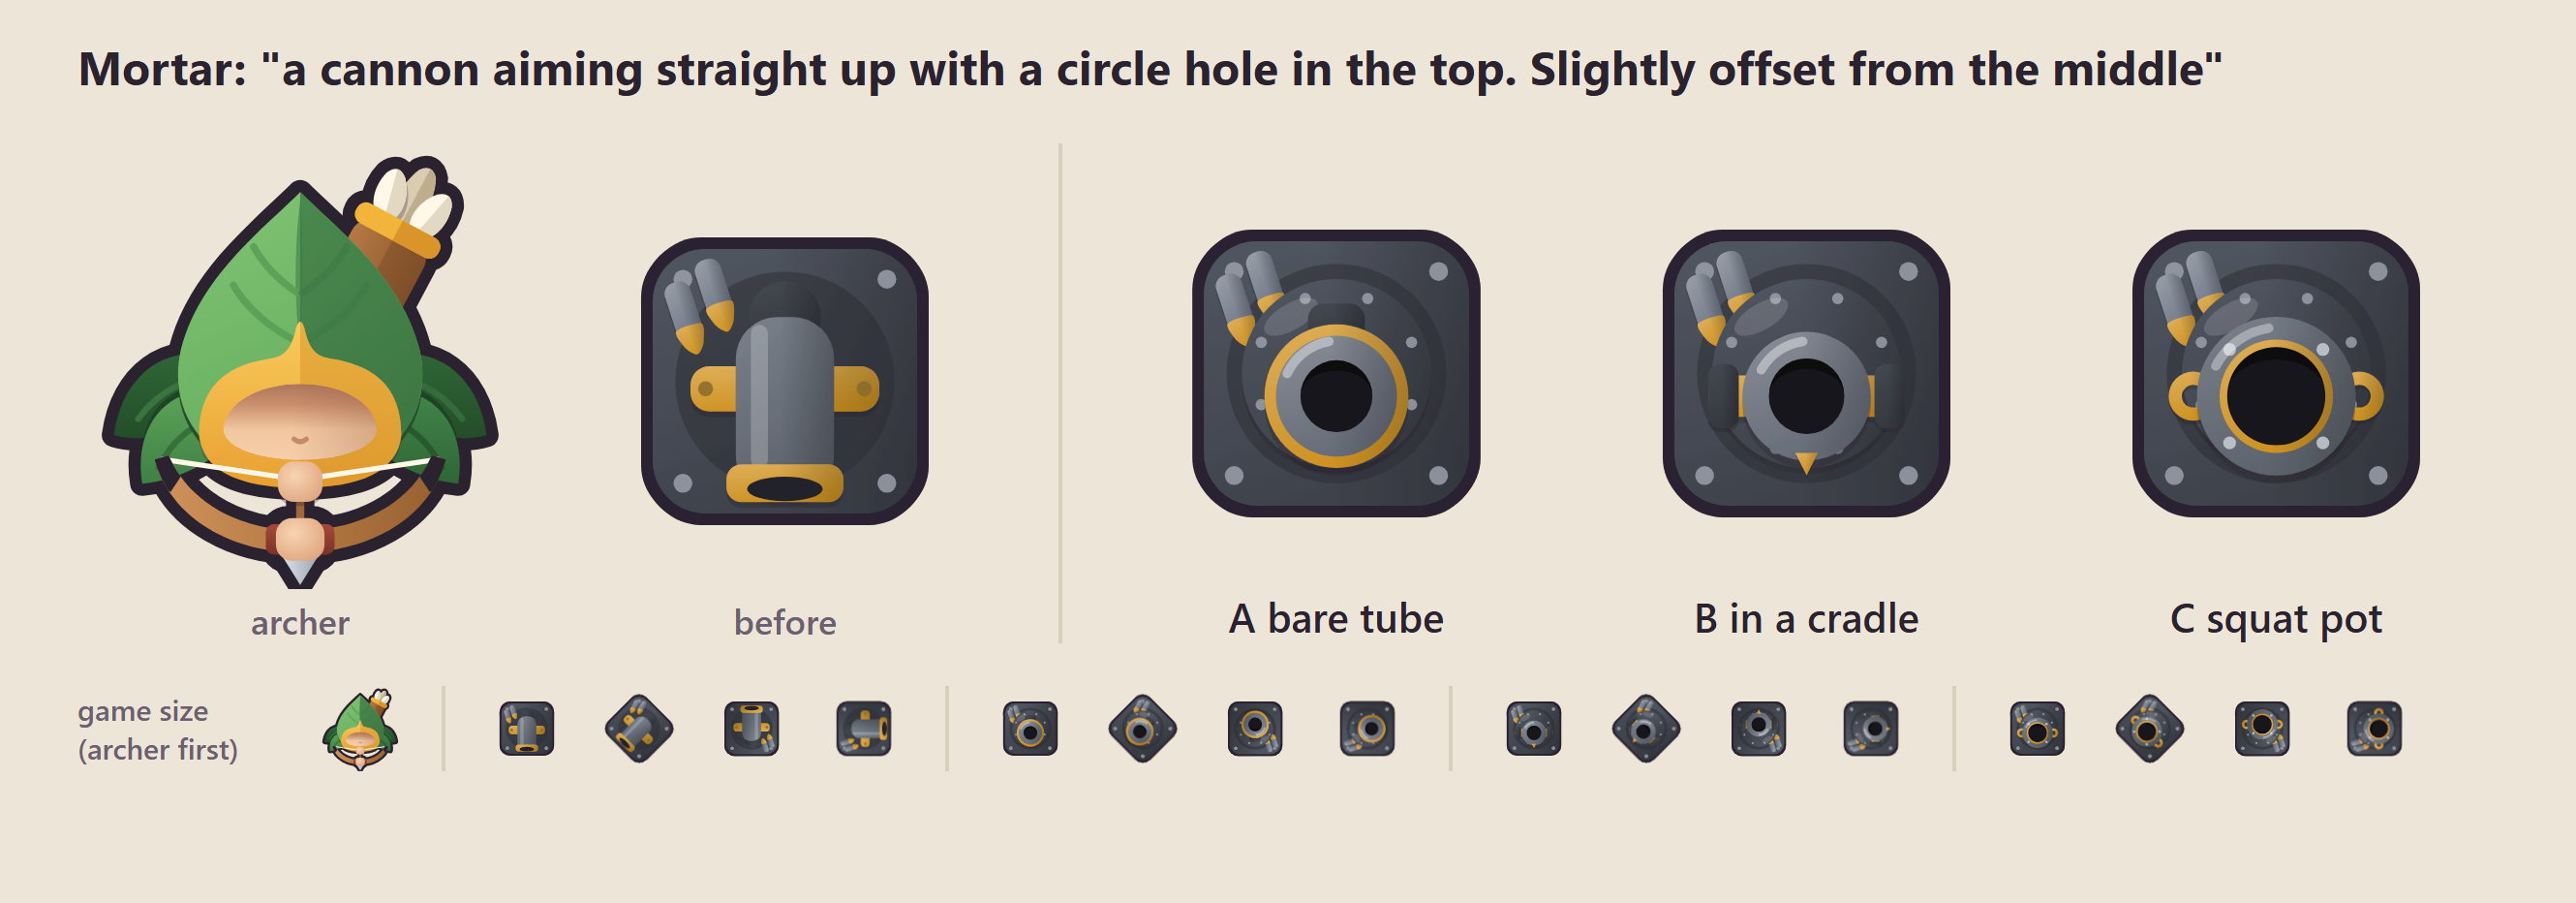 Mortar: "a cannon aiming straight up with a circle hole in the top. Slightly offset from the middle"
archer
before
A bare tube
B in a cradle
C squat pot
game size
(archer first)